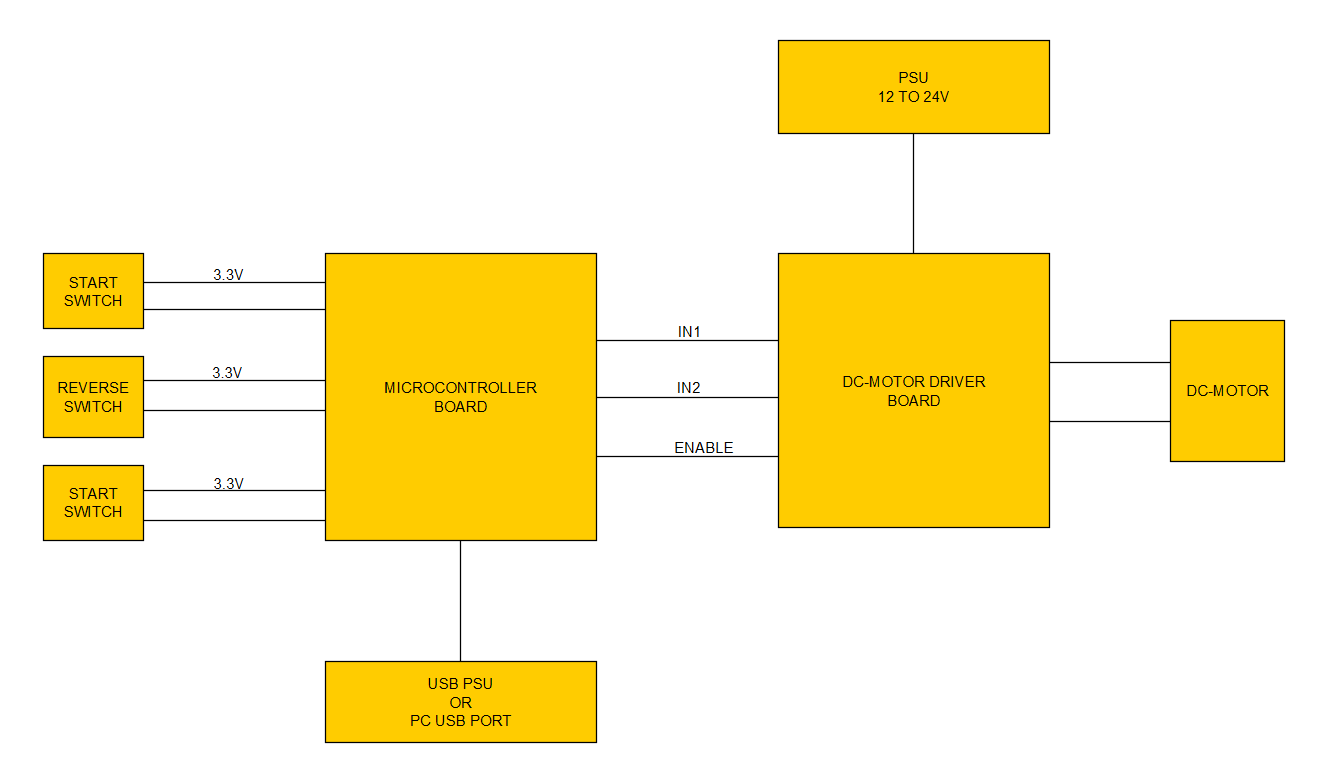 PSU
12 TO 24V
START
SWITCH
3.3V
REVERSE
SWITCH
3.3V
START
SWITCH
3.3V
MICROCONTROLLER
BOARD
IN1
IN2
ENABLE
DC-MOTOR DRIVER
BOARD
DC-MOTOR
USB PSU
OR
PC USB PORT